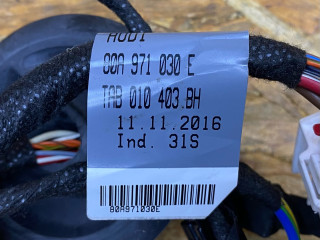 AUDI
80A 971 030 E
TAB 010 403.BH
11.11.2016
Ind. 31S
80A971030E